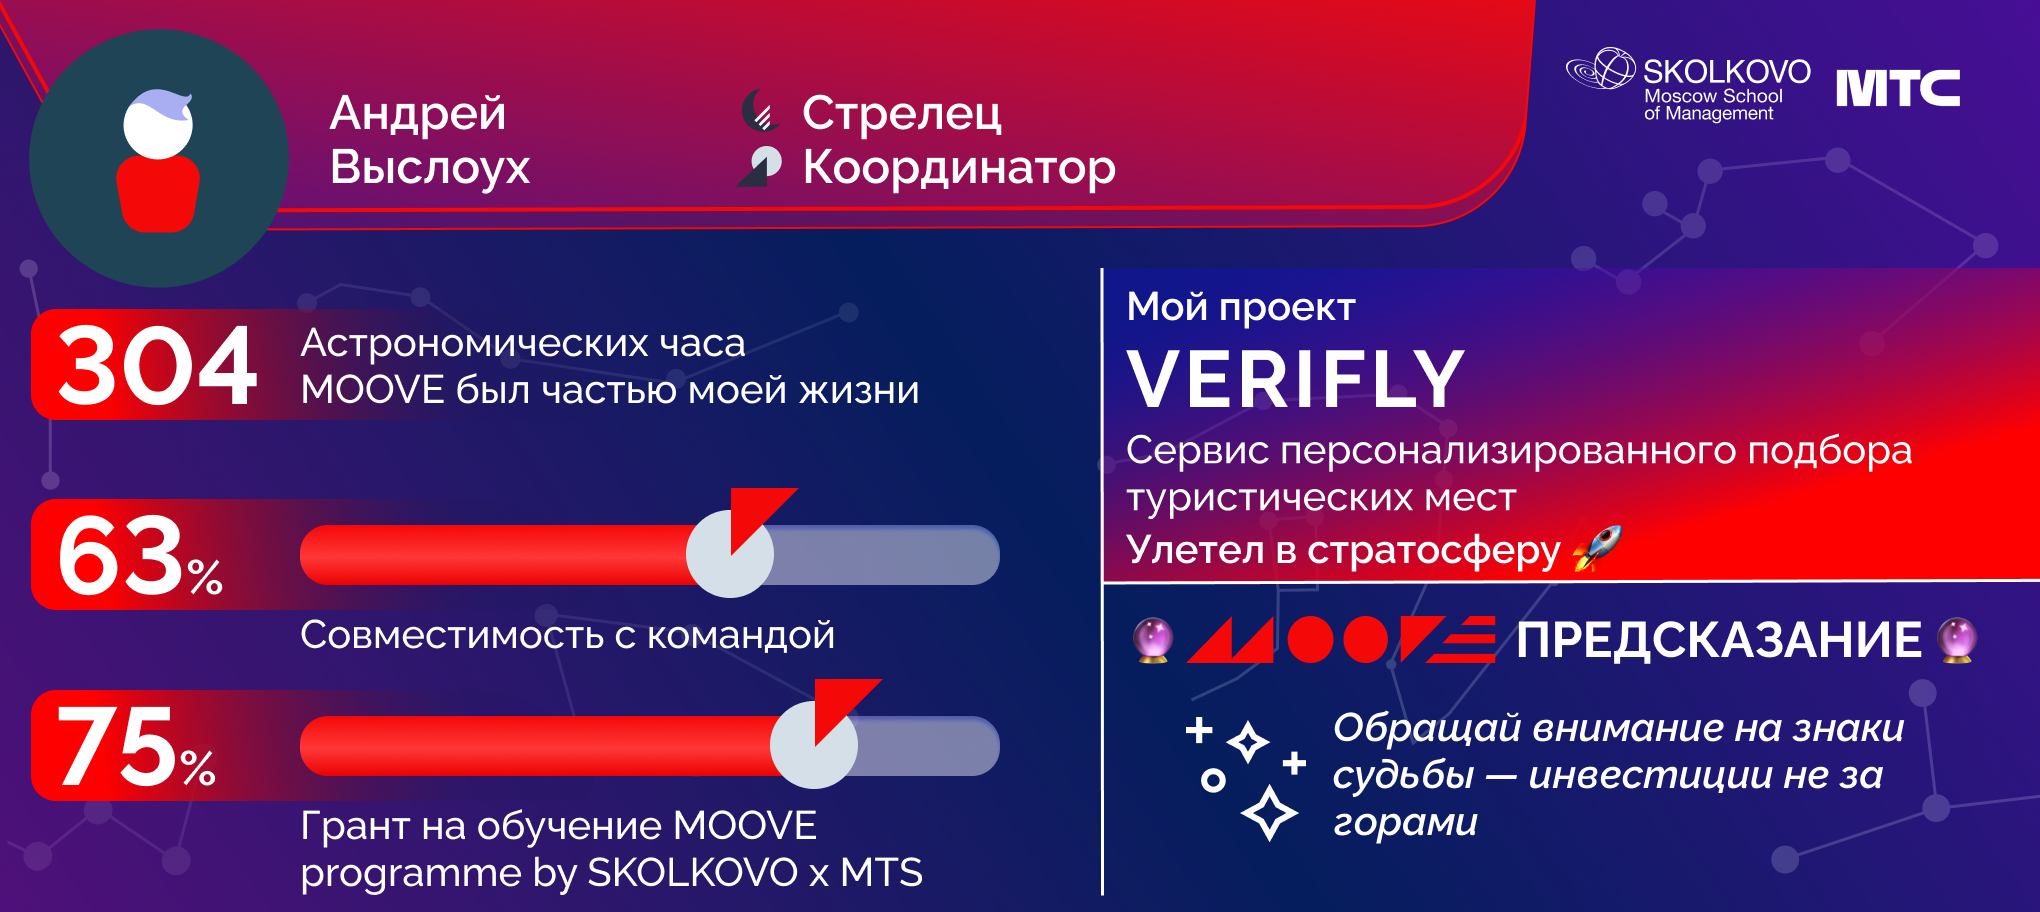 Андрей
Выслоух
Стрелец
Координатор
SKOLKOVO
Moscow School
of Management
МТС
304
Астрономических часа
MOOVE был частью моей жизни
63%
Совместимость с командой
75%
Грант на обучение MOOVE
programme by SKOLKOVO x MTS
Мой проект
VERIFLY
Сервис персонализированного подбора
туристических мест
Улетел в стратосферу 🚀
🔮 MOOVE ПРЕДСКАЗАНИЕ 🔮
Обращай внимание на знаки
судьбы — инвестиции не за
горами